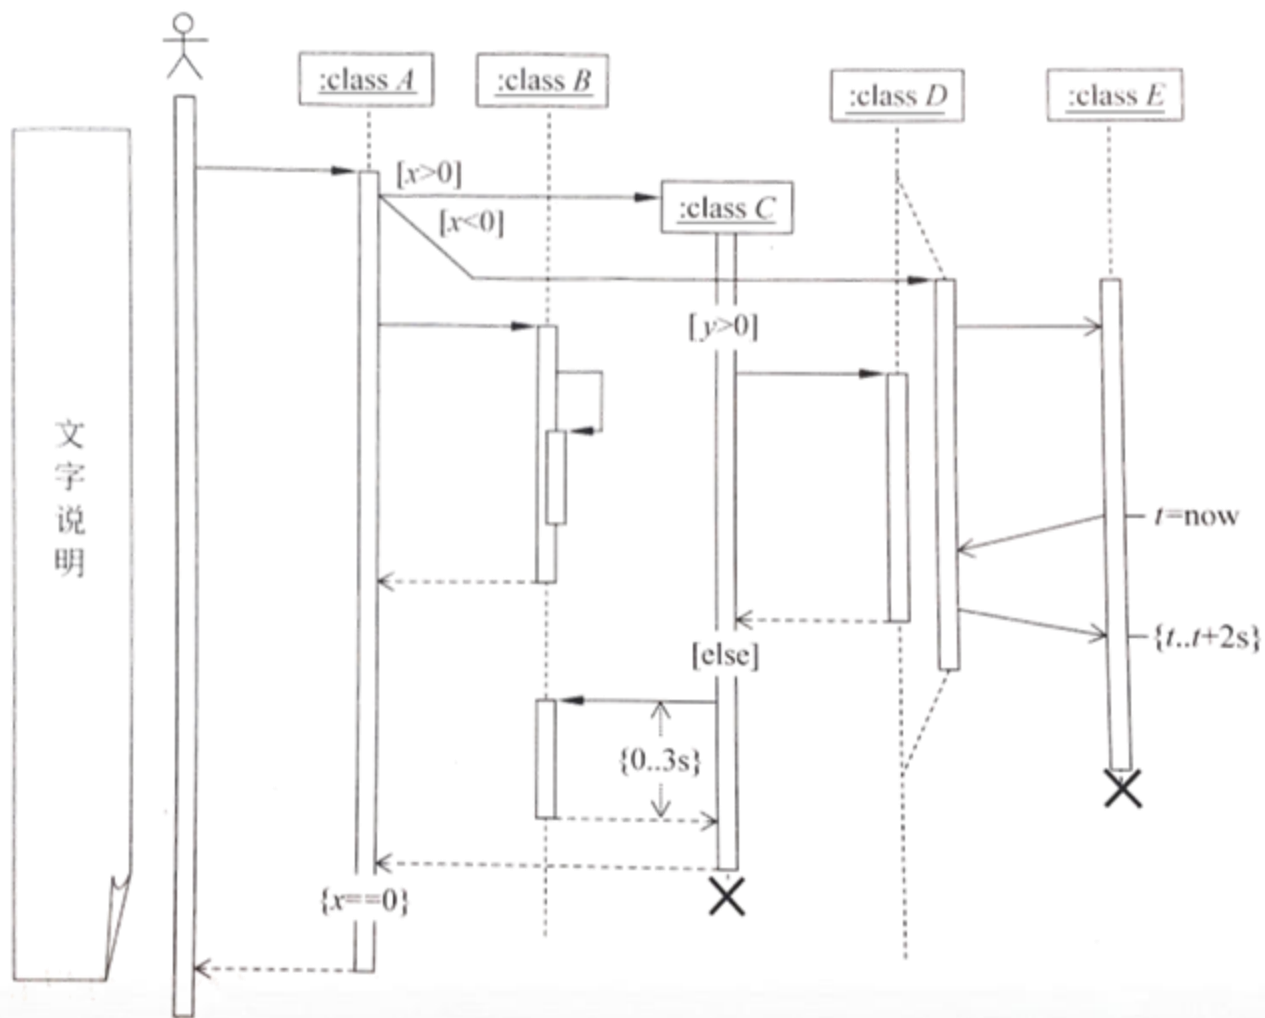 :class A
:class B
:class D
:class E
[x>0]
:class C
[x<0]
[y>0]
文字说明
t=now
{t..t+2s}
[else]
{0..3s}
{x==0}